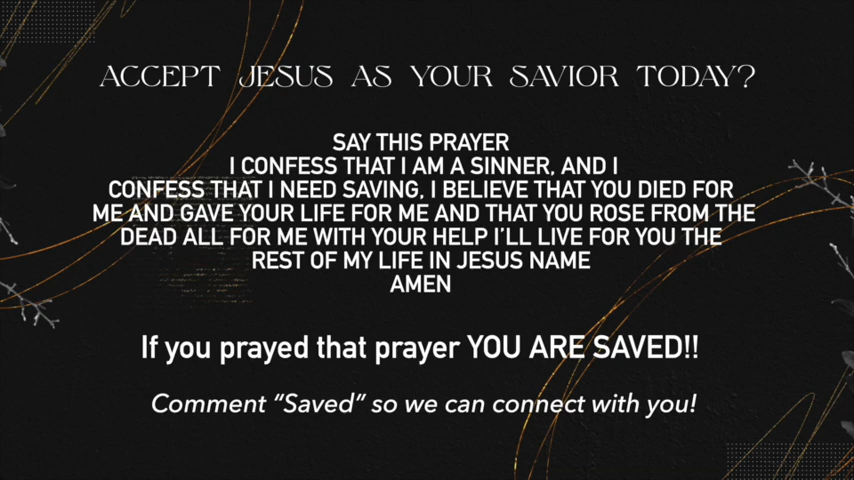 ACCEPT JESUS AS YOUR SAVIOR TODAY?
SAY THIS PRAYER
I CONFESS THAT I AM A SINNER, AND I
CONFESS THAT I NEED SAVING, I BELIEVE THAT YOU DIED FOR
ME AND GAVE YOUR LIFE FOR ME AND THAT YOU ROSE FROM THE
DEAD ALL FOR ME WITH YOUR HELP I'LL LIVE FOR YOU THE
REST OF MY LIFE IN JESUS NAME
AMEN
If you prayed that prayer YOU ARE SAVED!!
Comment “Saved” so we can connect with you!